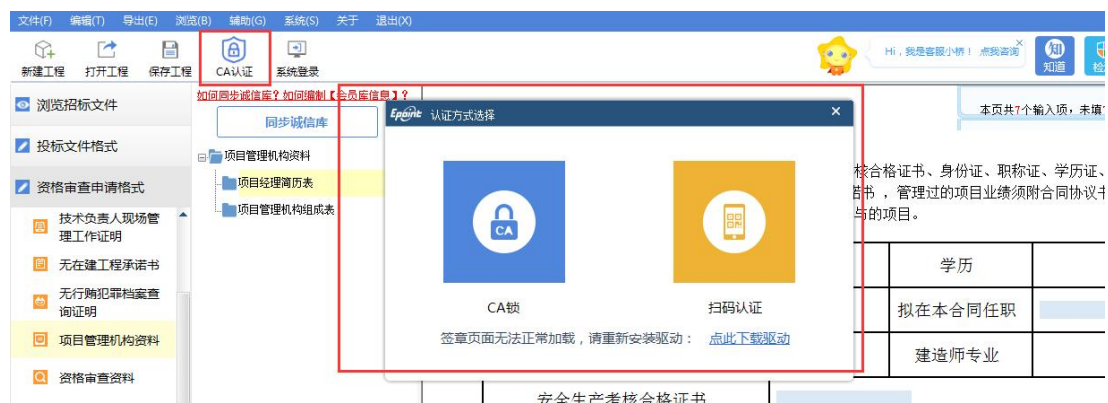 文件(F) 编辑(T) 导出(E) 浏览(B) 辅助(G) 系统(S) 关于 退出(X)
新建工程 打开工程 保存工程 CA认证 系统登录
Hi，我是客服小桥！ 点我咨询
知
知道
检
浏览招标文件
投标文件格式
资格审查申请格式
技术负责人现场管
理工作证明
无在建工程承诺书
无行贿犯罪档案查
询证明
项目管理机构资料
资格审查资料
如何同步诚信库？如何编制【会员库信息】？
同步诚信库
项目管理机构资料
项目经理简历表
项目管理机构组成表
Epoint 认证方式选择
CA
CA锁
扫码认证
签章页面无法正常加载，请重新安装驱动： 点此下载驱动
本页共7个输入项，未填
核合格证书、身份证、职称证、学历证、
诺书，管理过的项目业绩须附合同协议书
与的项目。
学历
拟在本合同任职
建造师专业
安全生产考核合格证书